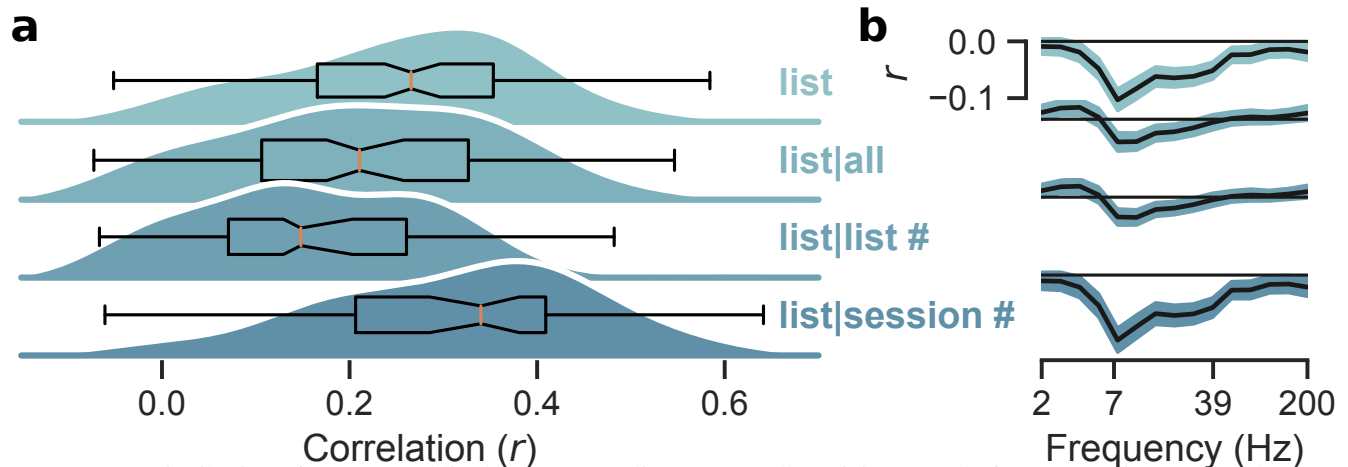 a
list
list|all
list|list #
list|session #
0.0 0.2 0.4 0.6
Correlation (r)
b
0.0
r
−0.1
2 7 39 200
Frequency (Hz)